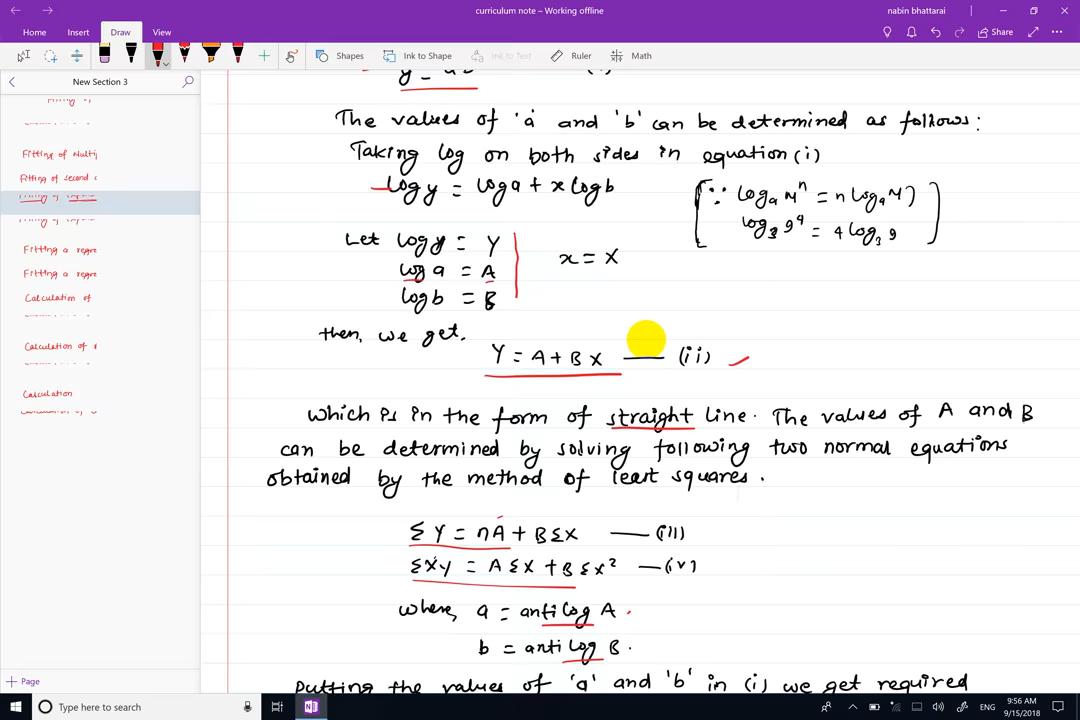 curriculum note – Working offline
nabin bhattarai
Home Insert Draw View
Share
Shapes Ink to Shape Ink to Text Ruler Math
New Section 3
Fitting of Multip
Fitting of second o
Fitting a regre
Fitting a regre
Calculation of
Calculation of
Calculation
The values of 'a' and 'b' can be determined as follows:
Taking log on both sides in equation (i)
log y = log a + x log b
[∵ log_a M^n = n log_a M)
log_3 9^4 = 4 log_3 9 ]
Let log y = Y
log a = A
log b = B
x = X
then, we get,
Y = A + B X —— (ii)
which is in the form of straight line. The values of A and B
can be determined by solving following two normal equations
obtained by the method of least squares.
ΣY = nA + BΣX —— (iii)
ΣXY = AΣX + BΣX² —(iv)
where, a = antilog A.
b = antilog B.
Putting the values of 'a' and 'b' in (i) we get required
Page
Type here to search
ENG
9:56 AM
9/15/2018